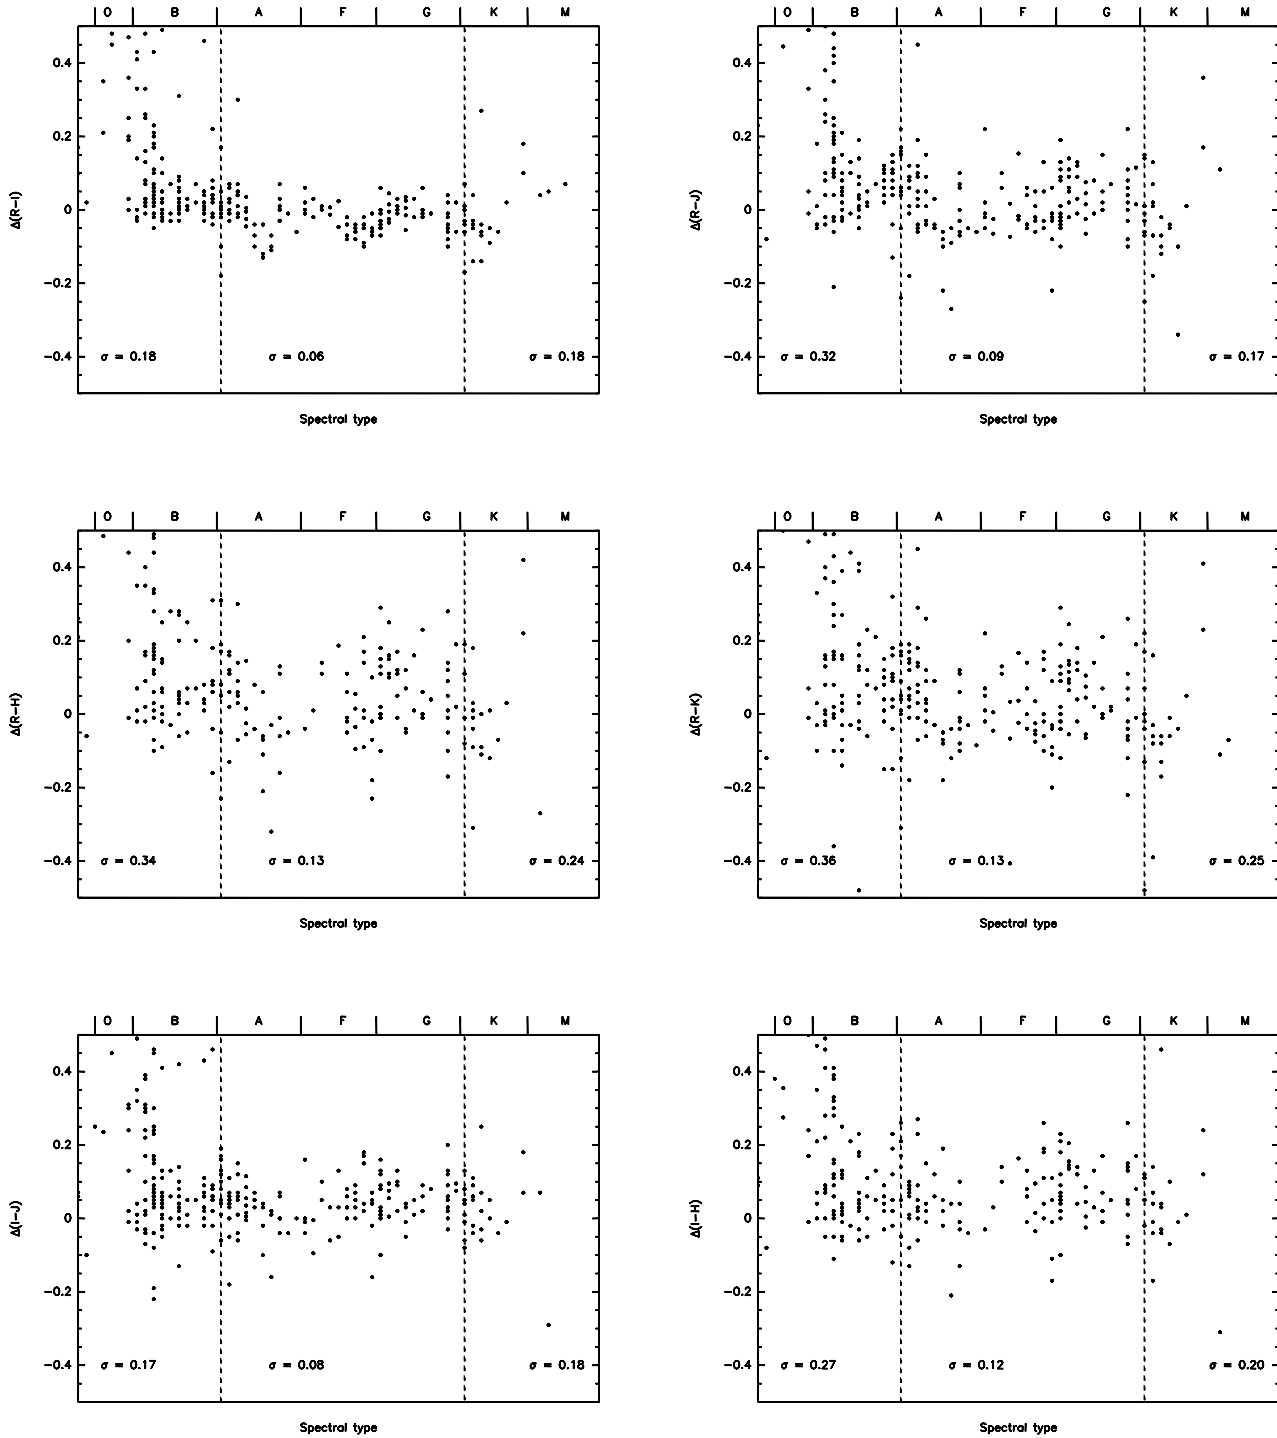 O B A F G K M
O B A F G K M
0.4
0.2
0
−0.2
−0.4
Δ(R−I)
σ = 0.18 σ = 0.06 σ = 0.18
Spectral type
0.4
0.2
0
−0.2
−0.4
Δ(R−J)
σ = 0.32 σ = 0.09 σ = 0.17
Spectral type
O B A F G K M
O B A F G K M
0.4
0.2
0
−0.2
−0.4
Δ(R−H)
σ = 0.34 σ = 0.13 σ = 0.24
Spectral type
0.4
0.2
0
−0.2
−0.4
Δ(R−K)
σ = 0.36 σ = 0.13 σ = 0.25
Spectral type
O B A F G K M
O B A F G K M
0.4
0.2
0
−0.2
−0.4
Δ(I−J)
σ = 0.17 σ = 0.08 σ = 0.18
Spectral type
0.4
0.2
0
−0.2
−0.4
Δ(I−H)
σ = 0.27 σ = 0.12 σ = 0.20
Spectral type